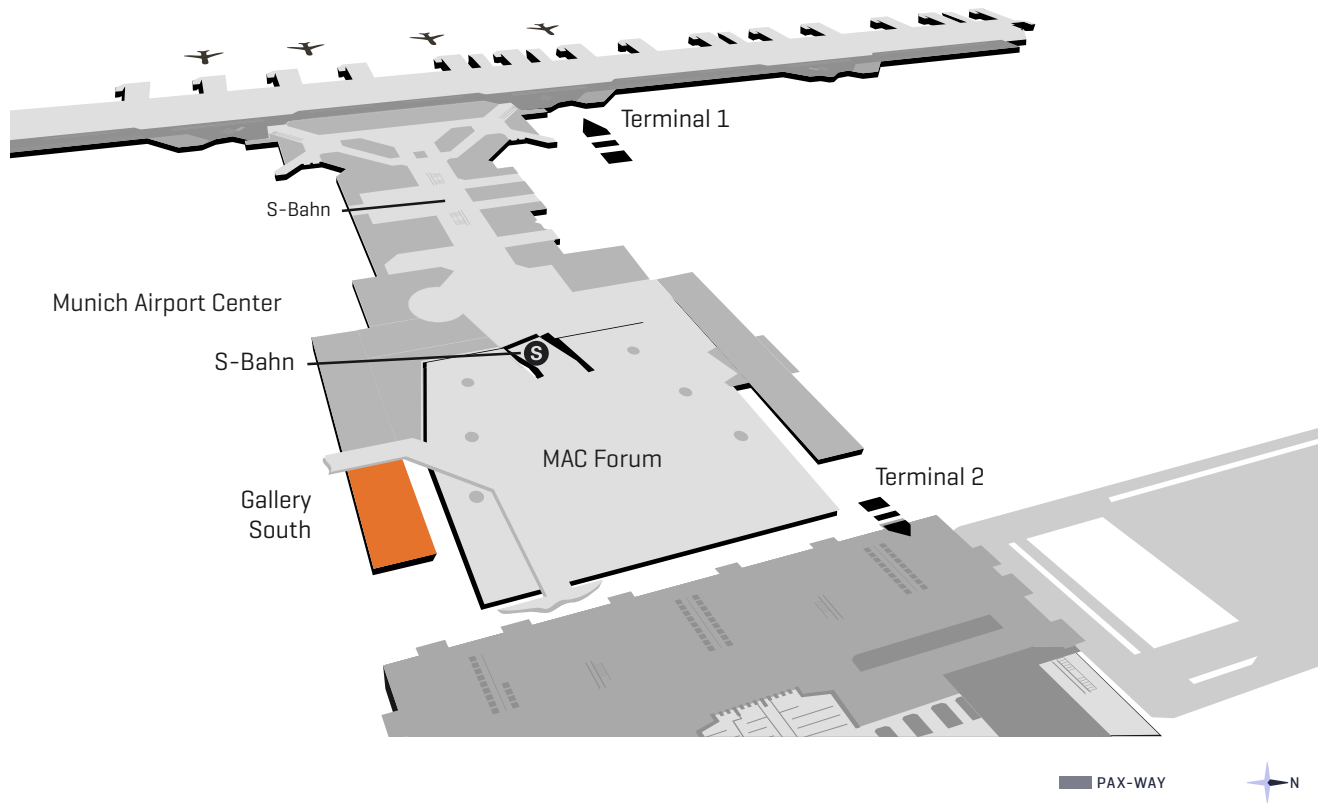 Terminal 1
S-Bahn
Munich Airport Center
S-Bahn
S
MAC Forum
Terminal 2
Gallery
South
PAX-WAY
N